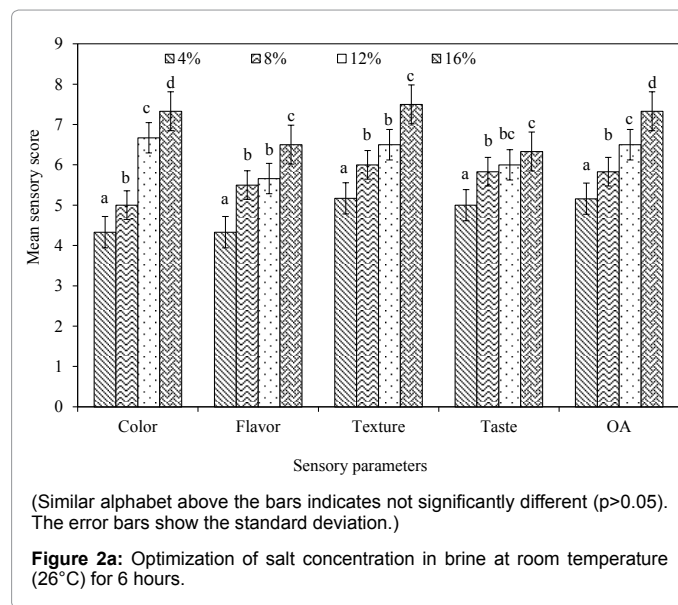 9
8
7
6
5
4
3
2
1
0
Mean sensory score
4% 8% 12% 16%
a b c d
a b b c
a b b c
a b bc c
a b c d
Color Flavor Texture Taste OA
Sensory parameters
(Similar alphabet above the bars indicates not significantly different (p>0.05).
The error bars show the standard deviation.)
Figure 2a: Optimization of salt concentration in brine at room temperature
(26°C) for 6 hours.